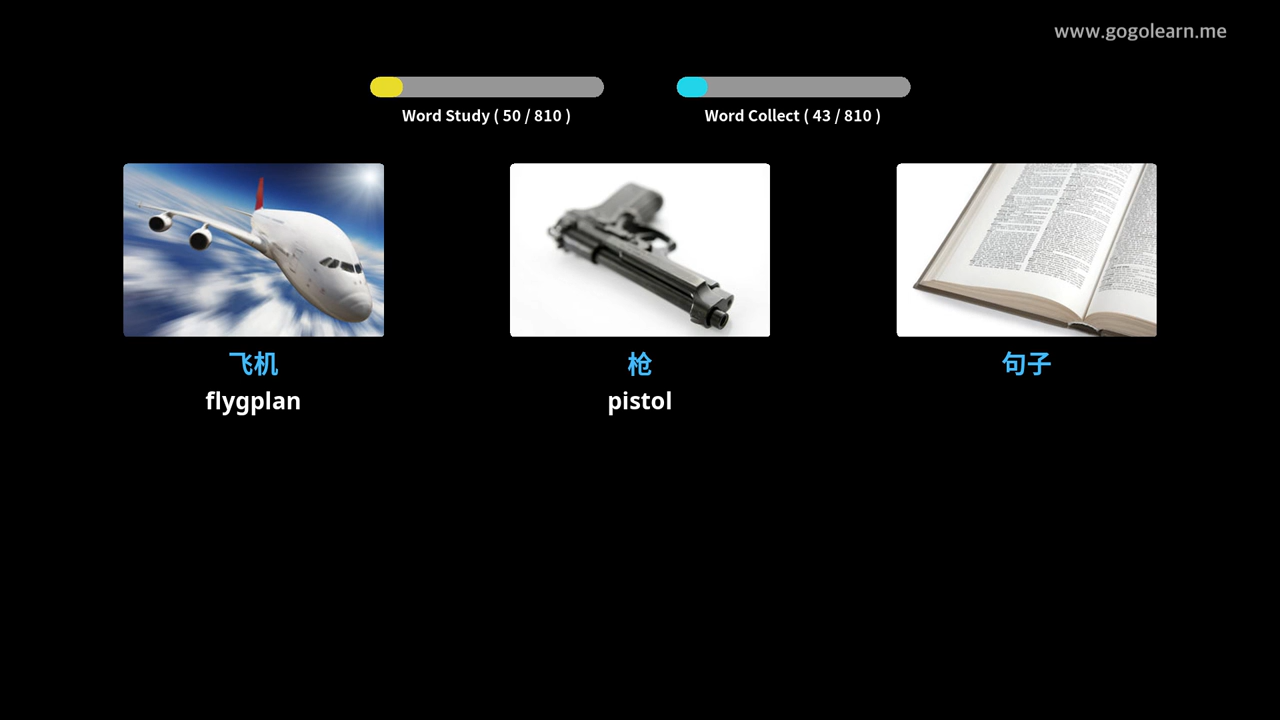 www.gogolearn.me
Word Study ( 50 / 810 )
Word Collect ( 43 / 810 )
飞机
flygplan
枪
pistol
句子